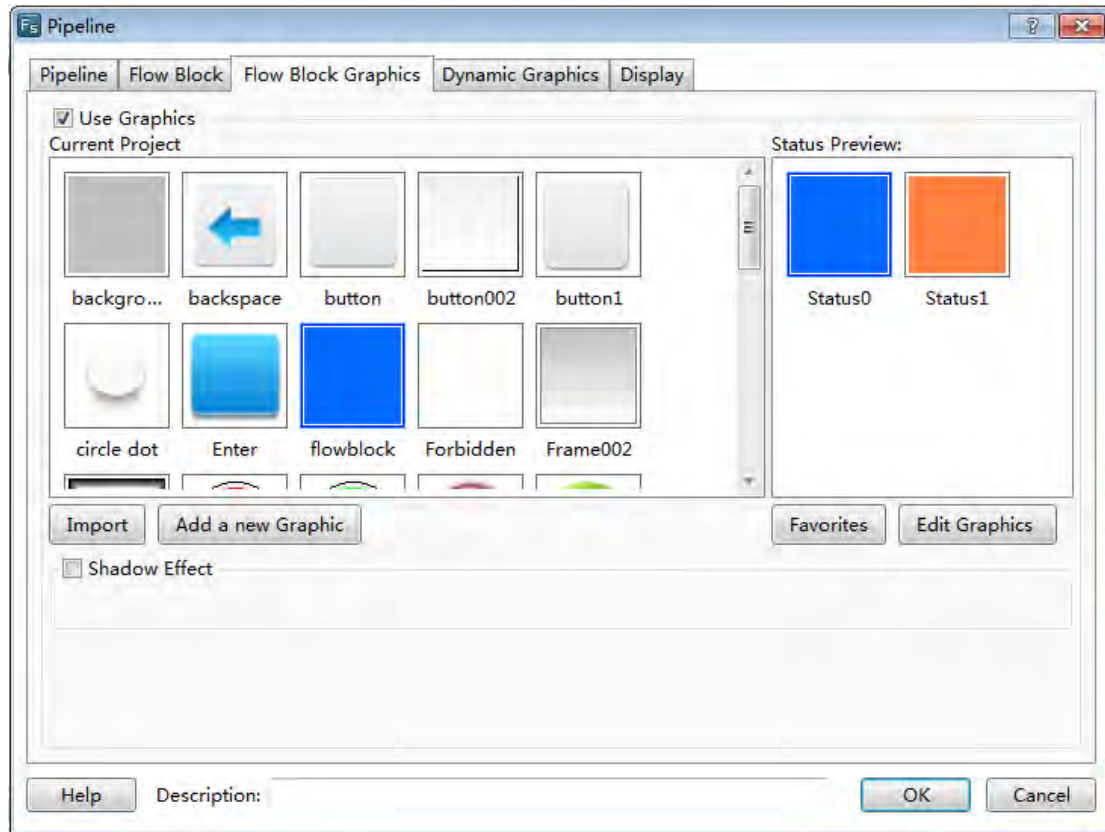 Fs Pipeline
Pipeline Flow Block Flow Block Graphics Dynamic Graphics Display
Use Graphics
Current Project Status Preview:
backgro... backspace button button002 button1 Status0 Status1
circle dot Enter flowblock Forbidden Frame002
Import Add a new Graphic Favorites Edit Graphics
Shadow Effect
Help Description: OK Cancel